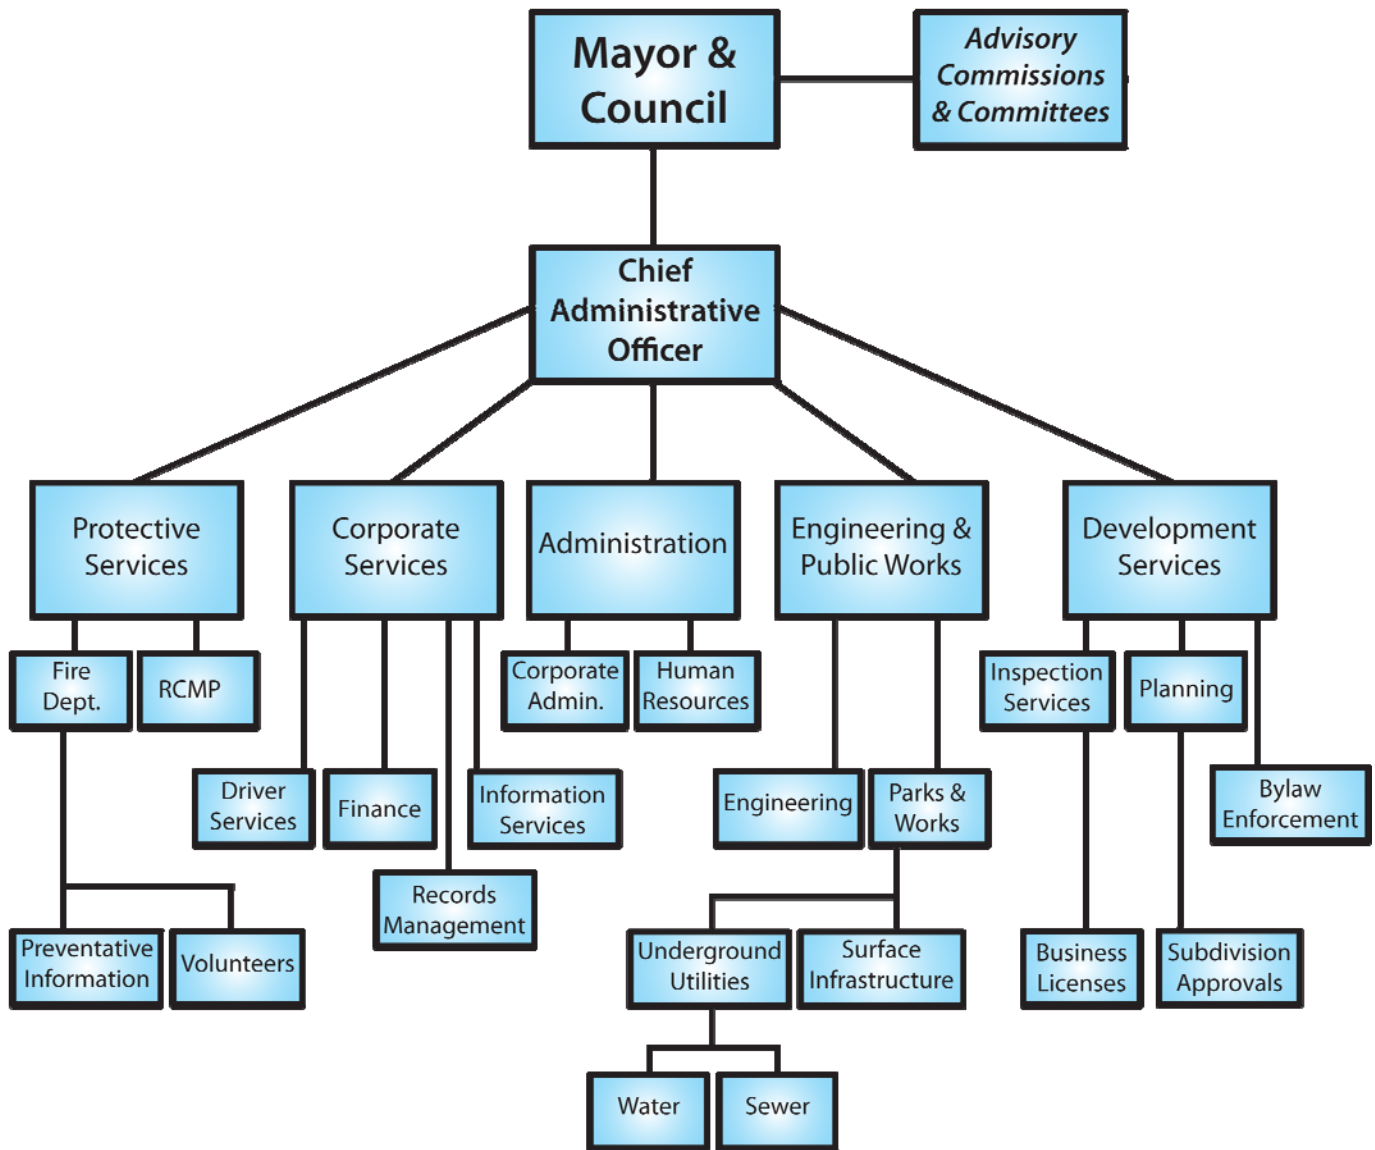 Mayor &
Council
Advisory
Commissions
& Committees
Chief
Administrative
Officer
Protective
Services
Corporate
Services
Administration
Engineering &
Public Works
Development
Services
Fire
Dept.
RCMP
Corporate
Admin.
Human
Resources
Inspection
Services
Planning
Driver
Services
Finance
Information
Services
Engineering
Parks &
Works
Bylaw
Enforcement
Records
Management
Preventative
Information
Volunteers
Underground
Utilities
Surface
Infrastructure
Business
Licenses
Subdivision
Approvals
Water
Sewer